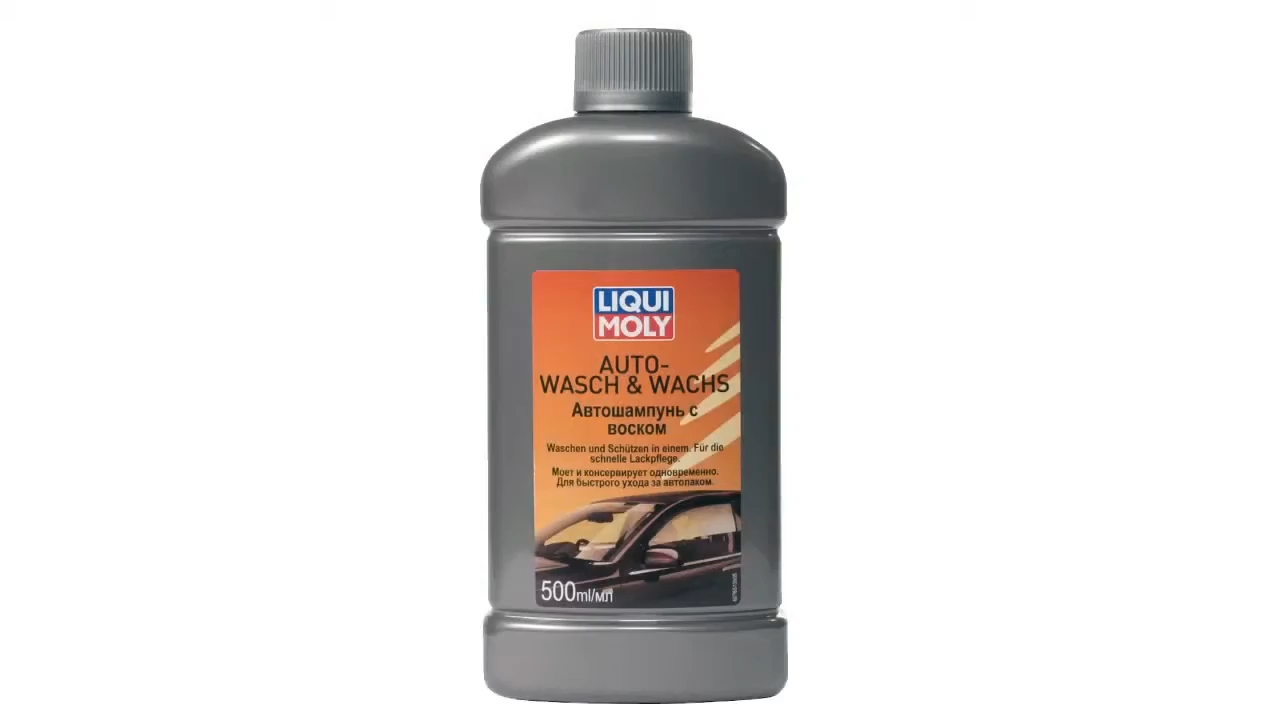 LIQUI
MOLY
AUTO-
WASCH & WACHS
Автошампунь с
воском
Waschen und Schützen in einem. Für die
schnelle Lackpflege.
Моет и консервирует одновременно.
Для быстрого ухода за автолаком.
500ml/мл